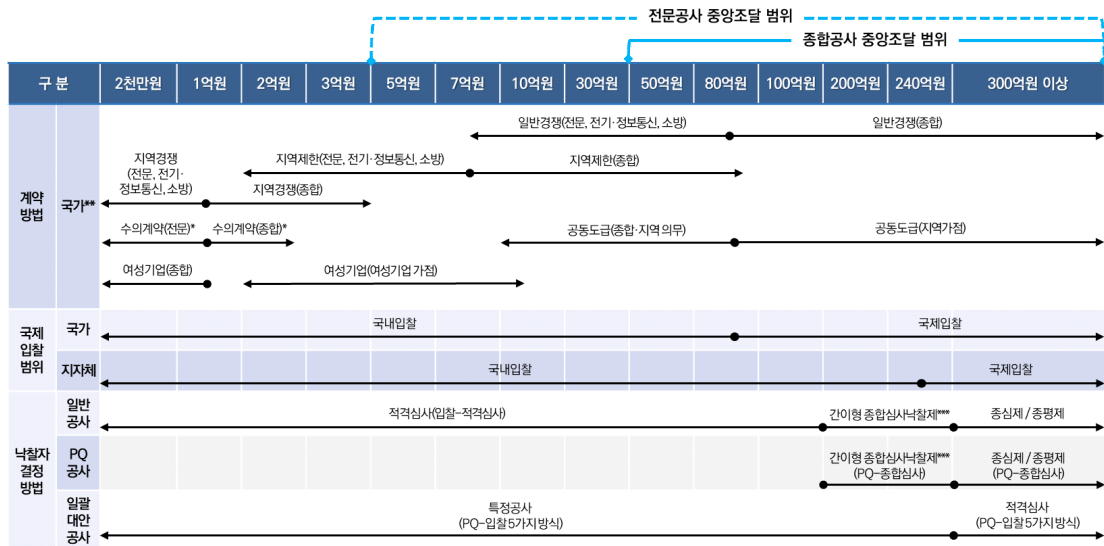 전문공사 중앙조달 범위
종합공사 중앙조달 범위
구 분 2천만원 1억원 2억원 3억원 5억원 7억원 10억원 30억원 50억원 80억원 100억원 200억원 240억원 300억원 이상
계약
방법
국가**
일반경쟁(전문, 전기·정보통신, 소방) 일반경쟁(종합)
지역경쟁
(전문, 전기·
정보통신, 소방)
지역제한(전문, 전기·정보통신, 소방) 지역제한(종합)
지역경쟁(종합)
수의계약(전문)* 수의계약(종합)* 공동도급(종합·지역 의무) 공동도급(지역가점)
여성기업(종합) 여성기업(여성기업 가점)
국제
입찰
범위
국가 국내입찰 국제입찰
지자체 국내입찰 국제입찰
낙찰자
결정
방법
일반
공사
적격심사(입찰-적격심사) 간이형 종합심사낙찰제*** 종심제 / 종평제
PQ
공사
간이형 종합심사낙찰제***
(PQ-종합심사)
종심제 / 종평제
(PQ-종합심사)
일괄
대안
공사
특정공사
(PQ-입찰 5가지 방식)
적격심사
(PQ-입찰 5가지 방식)